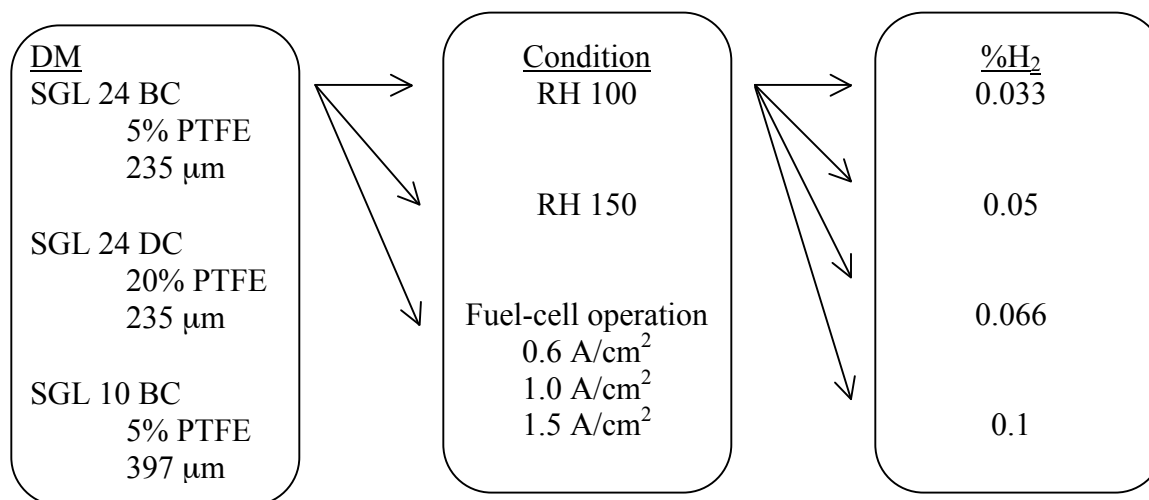 DM
SGL 24 BC
5% PTFE
235 μm
SGL 24 DC
20% PTFE
235 μm
SGL 10 BC
5% PTFE
397 μm
Condition
RH 100
RH 150
Fuel-cell operation
0.6 A/cm²
1.0 A/cm²
1.5 A/cm²
%H₂
0.033
0.05
0.066
0.1